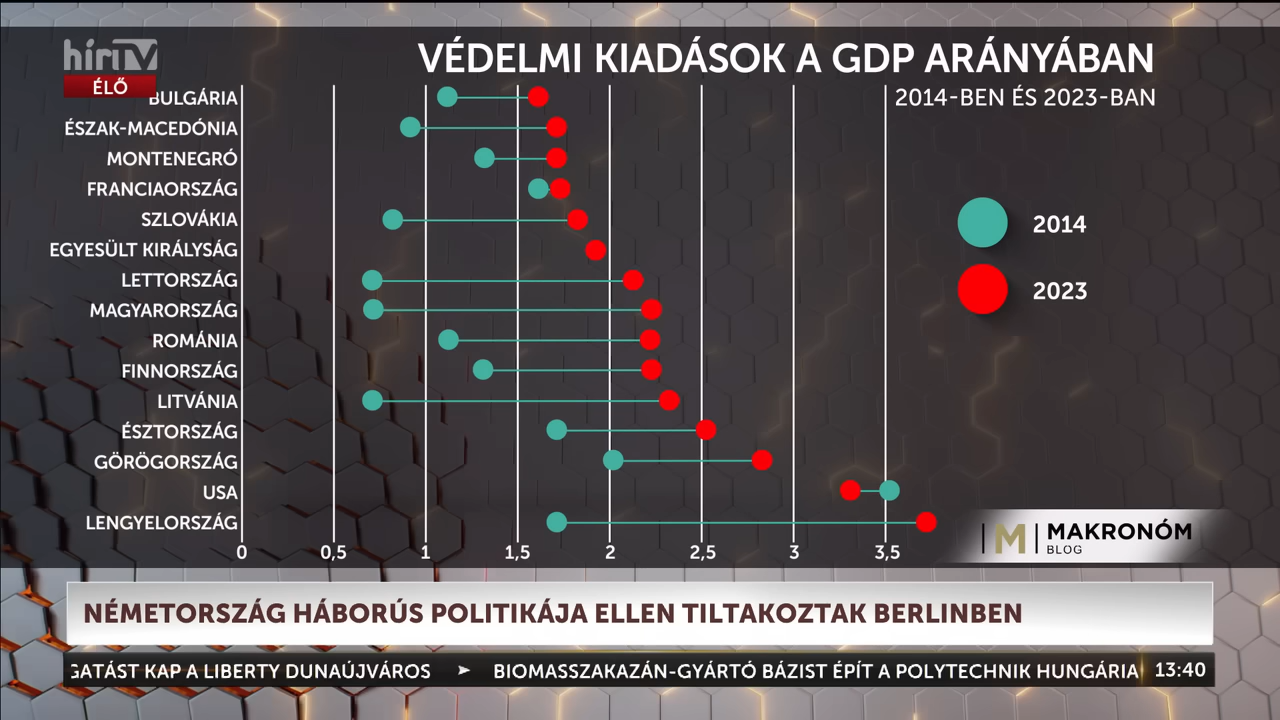 hírTV
ÉLŐ
VÉDELMI KIADÁSOK A GDP ARÁNYÁBAN
2014-BEN ÉS 2023-BAN
BULGÁRIA
ÉSZAK-MACEDÓNIA
MONTENEGRÓ
FRANCIAORSZÁG
SZLOVÁKIA
EGYESÜLT KIRÁLYSÁG
LETTORSZÁG
MAGYARORSZÁG
ROMÁNIA
FINNORSZÁG
LITVÁNIA
ÉSZTORSZÁG
GÖRÖGORSZÁG
USA
LENGYELORSZÁG
0 0,5 1 1,5 2 2,5 3 3,5
2014
2023
M MAKRONÓM
BLOG
NÉMETORSZÁG HÁBORÚS POLITIKÁJA ELLEN TILTAKOZTAK BERLINBEN
GATÁST KAP A LIBERTY DUNAÚJVÁROS ➤ BIOMASSZAKAZÁN-GYÁRTÓ BÁZIST ÉPÍT A POLYTECHNIK HUNGÁRIA 13:40